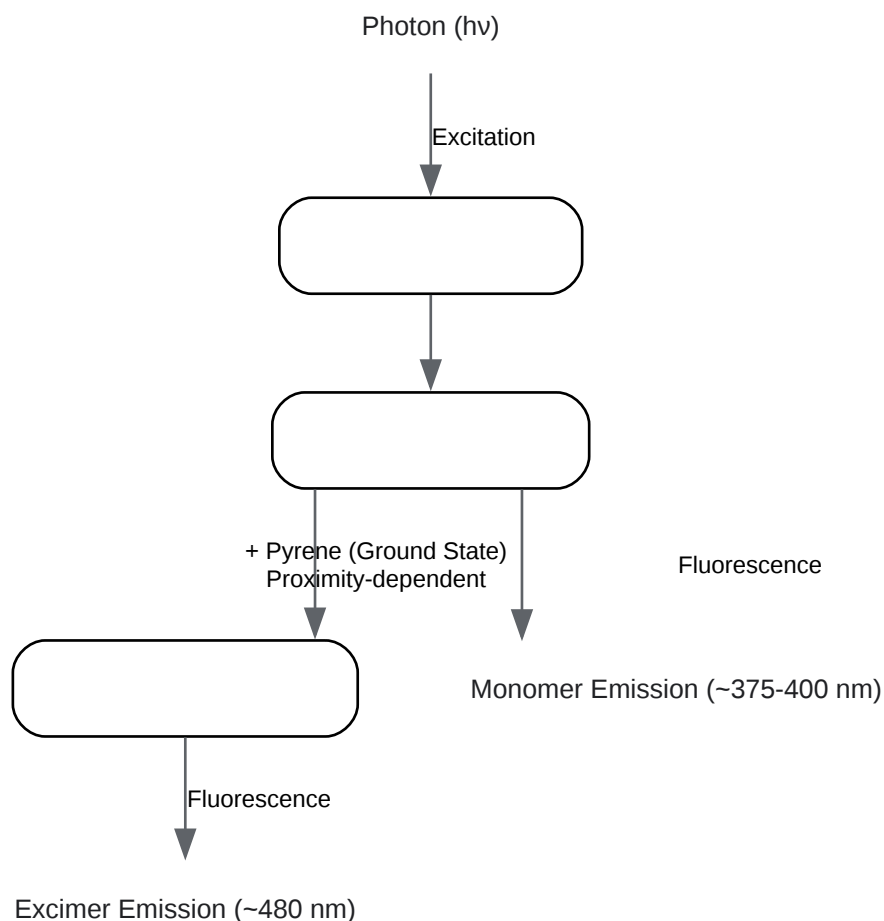 Photon (hν)
Excitation
+ Pyrene (Ground State)
Proximity-dependent
Fluorescence
Monomer Emission (~375-400 nm)
Fluorescence
Excimer Emission (~480 nm)